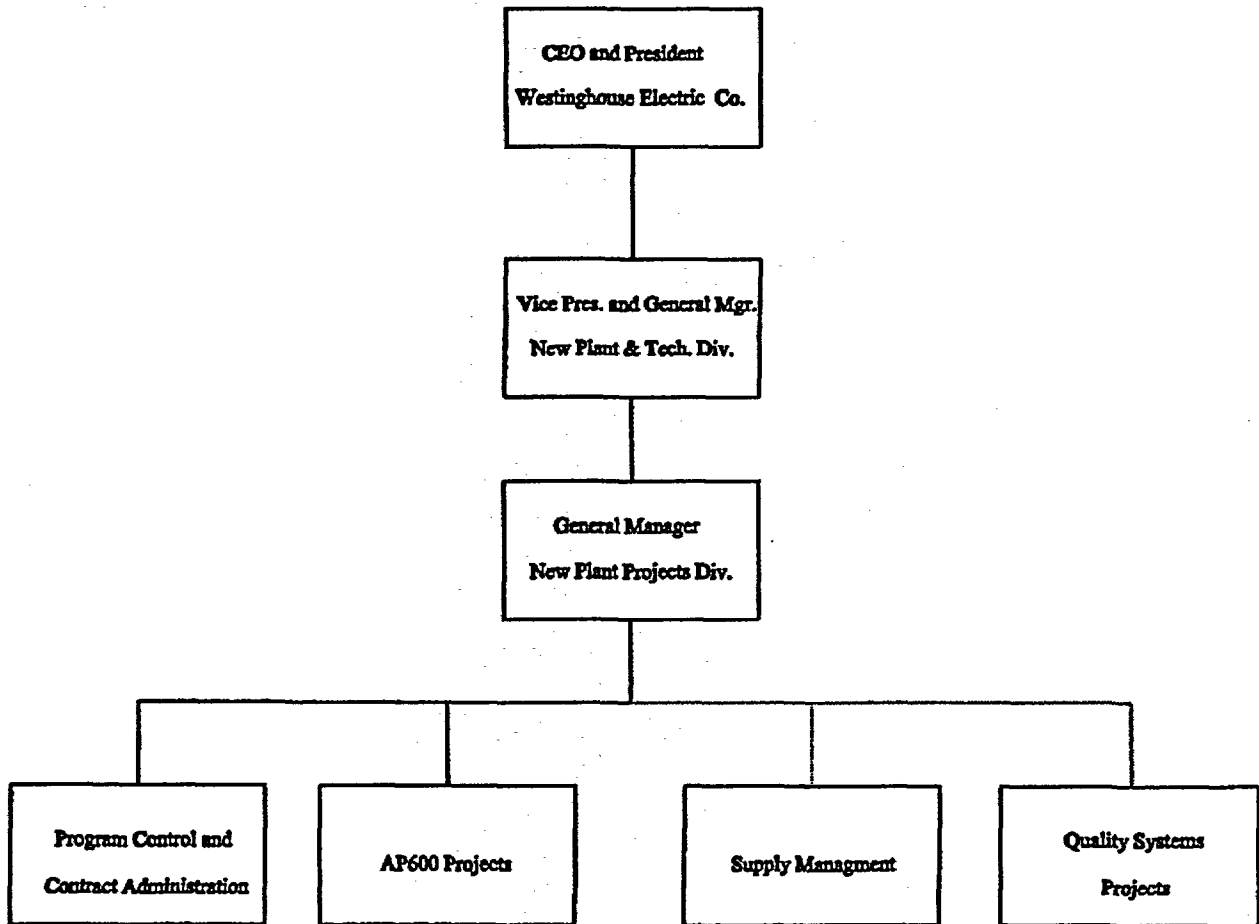 CEO and President
Westinghouse Electric Co.
Vice Pres. and General Mgr.
New Plant & Tech. Div.
General Manager
New Plant Projects Div.
Program Control and
Contract Administration
AP600 Projects
Supply Managment
Quality Systems
Projects